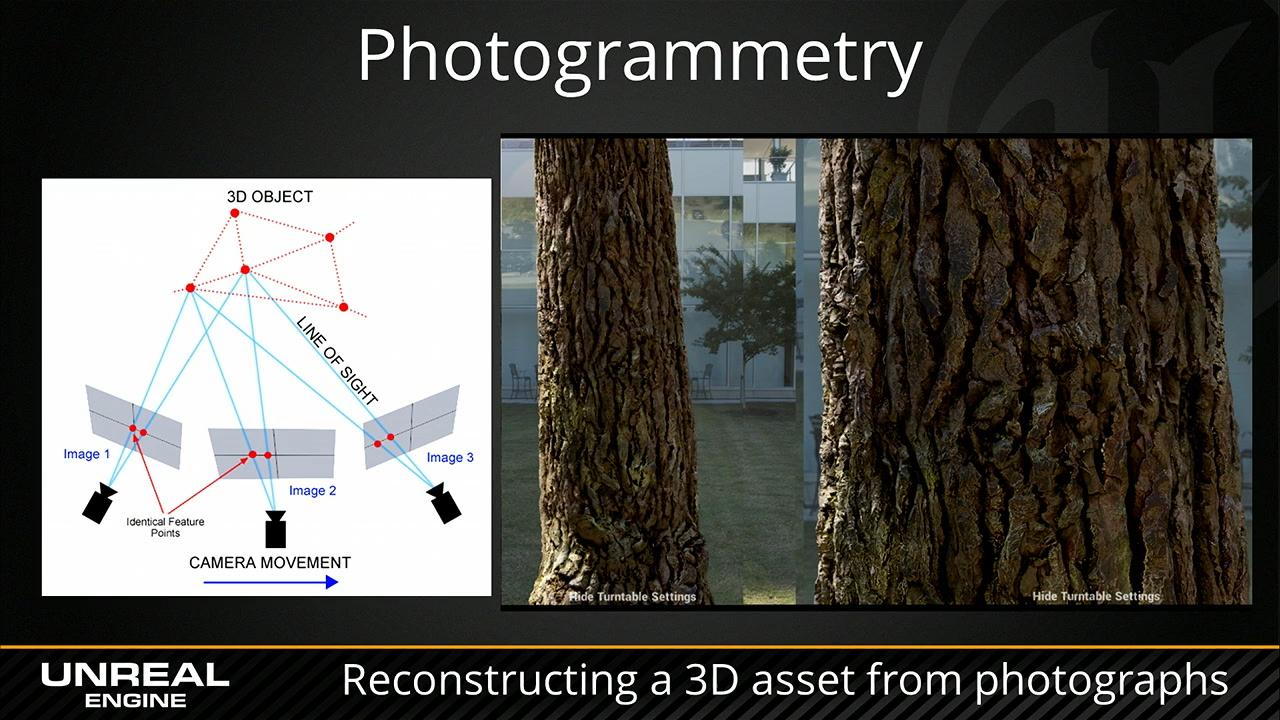 Photogrammetry
3D OBJECT
LINE OF SIGHT
Image 1
Image 2
Image 3
Identical Feature
Points
CAMERA MOVEMENT
Hide Turntable Settings
Hide Turntable Settings
UNREAL
ENGINE
Reconstructing a 3D asset from photographs